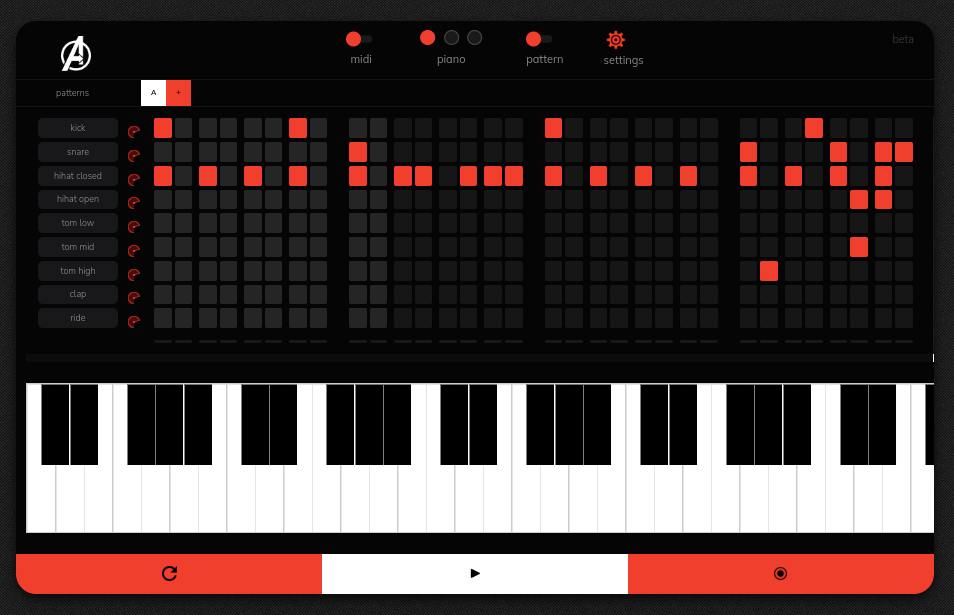 midi
piano
pattern
settings
beta
patterns
A
+
kick
snare
hihat closed
hihat open
tom low
tom mid
tom high
clap
ride